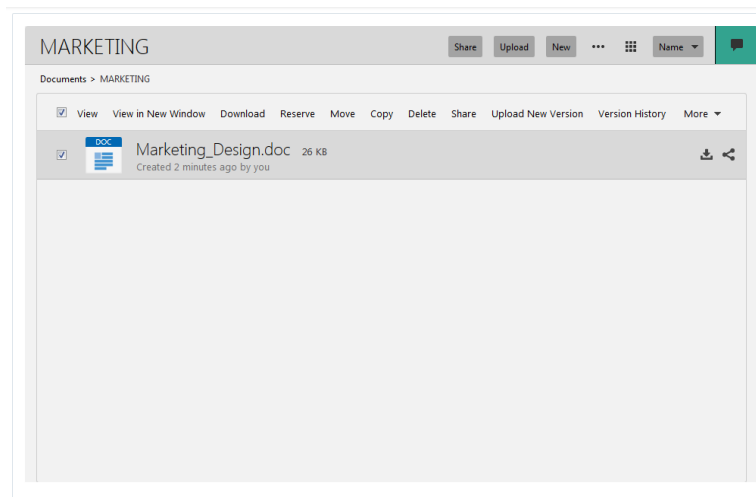 MARKETING Share Upload New ••• Name
Documents > MARKETING
View View in New Window Download Reserve Move Copy Delete Share Upload New Version Version History More
DOC
Marketing_Design.doc 26 KB
Created 2 minutes ago by you